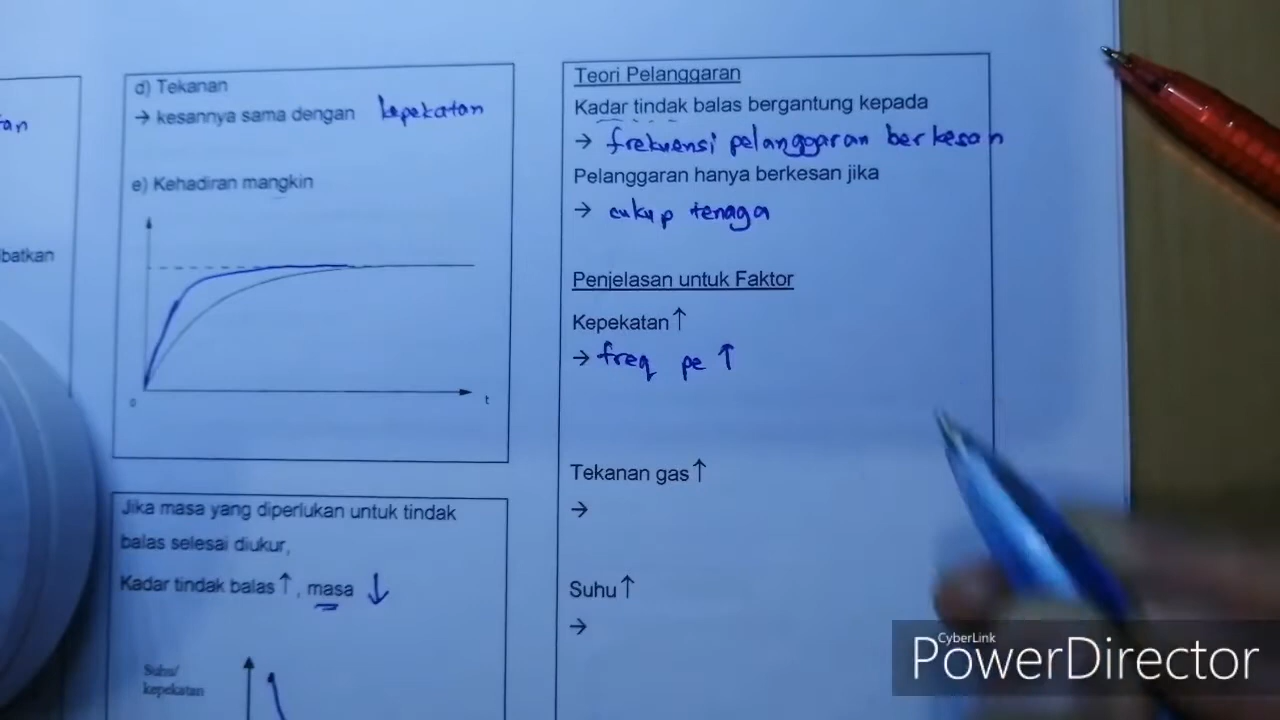 d) Tekanan
→ kesannya sama dengan kepekatan
e) Kehadiran mangkin
0
t
Jika masa yang diperlukan untuk tindak
balas selesai diukur,
Kadar tindak balas ↑, masa ↓
Suhu/
kepekatan
batkan
Teori Pelanggaran
Kadar tindak balas bergantung kepada
→ frekuensi pelanggaran berkesan
Pelanggaran hanya berkesan jika
→ cukup tenaga
Penjelasan untuk Faktor
Kepekatan ↑
→ freq pe ↑
Tekanan gas ↑
→
Suhu ↑
→
CyberLink
PowerDirector